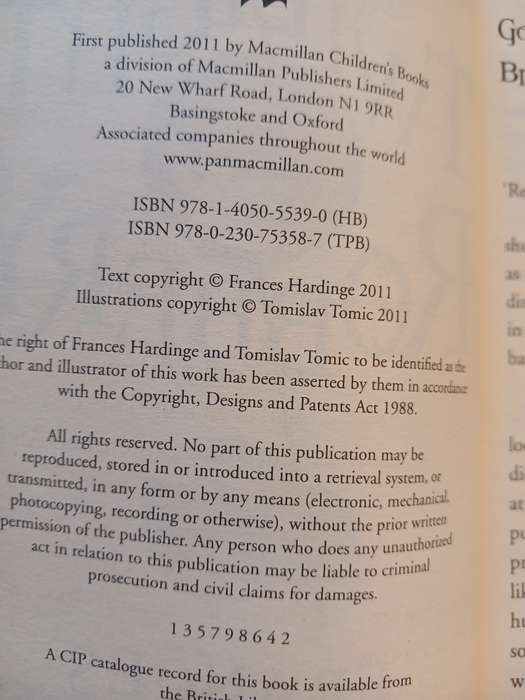 First published 2011 by Macmillan Children's Books
a division of Macmillan Publishers Limited
20 New Wharf Road, London N1 9RR
Basingstoke and Oxford
Associated companies throughout the world
www.panmacmillan.com
ISBN 978-1-4050-5539-0 (HB)
ISBN 978-0-230-75358-7 (TPB)
Text copyright © Frances Hardinge 2011
Illustrations copyright © Tomislav Tomic 2011
he right of Frances Hardinge and Tomislav Tomic to be identified as the
hor and illustrator of this work has been asserted by them in accordance
with the Copyright, Designs and Patents Act 1988.
All rights reserved. No part of this publication may be
reproduced, stored in or introduced into a retrieval system, or
transmitted, in any form or by any means (electronic, mechanical,
photocopying, recording or otherwise), without the prior written
permission of the publisher. Any person who does any unauthorized
act in relation to this publication may be liable to criminal
prosecution and civil claims for damages.
1 3 5 7 9 8 6 4 2
A CIP catalogue record for this book is available from
the British